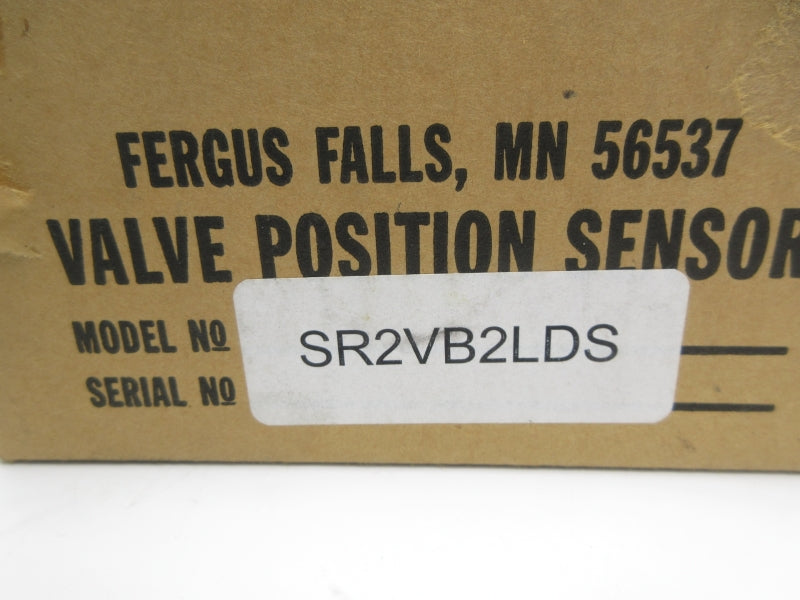 FERGUS FALLS, MN 56537
VALVE POSITION SENSOR
MODEL Nº
SR2VB2LDS
SERIAL Nº